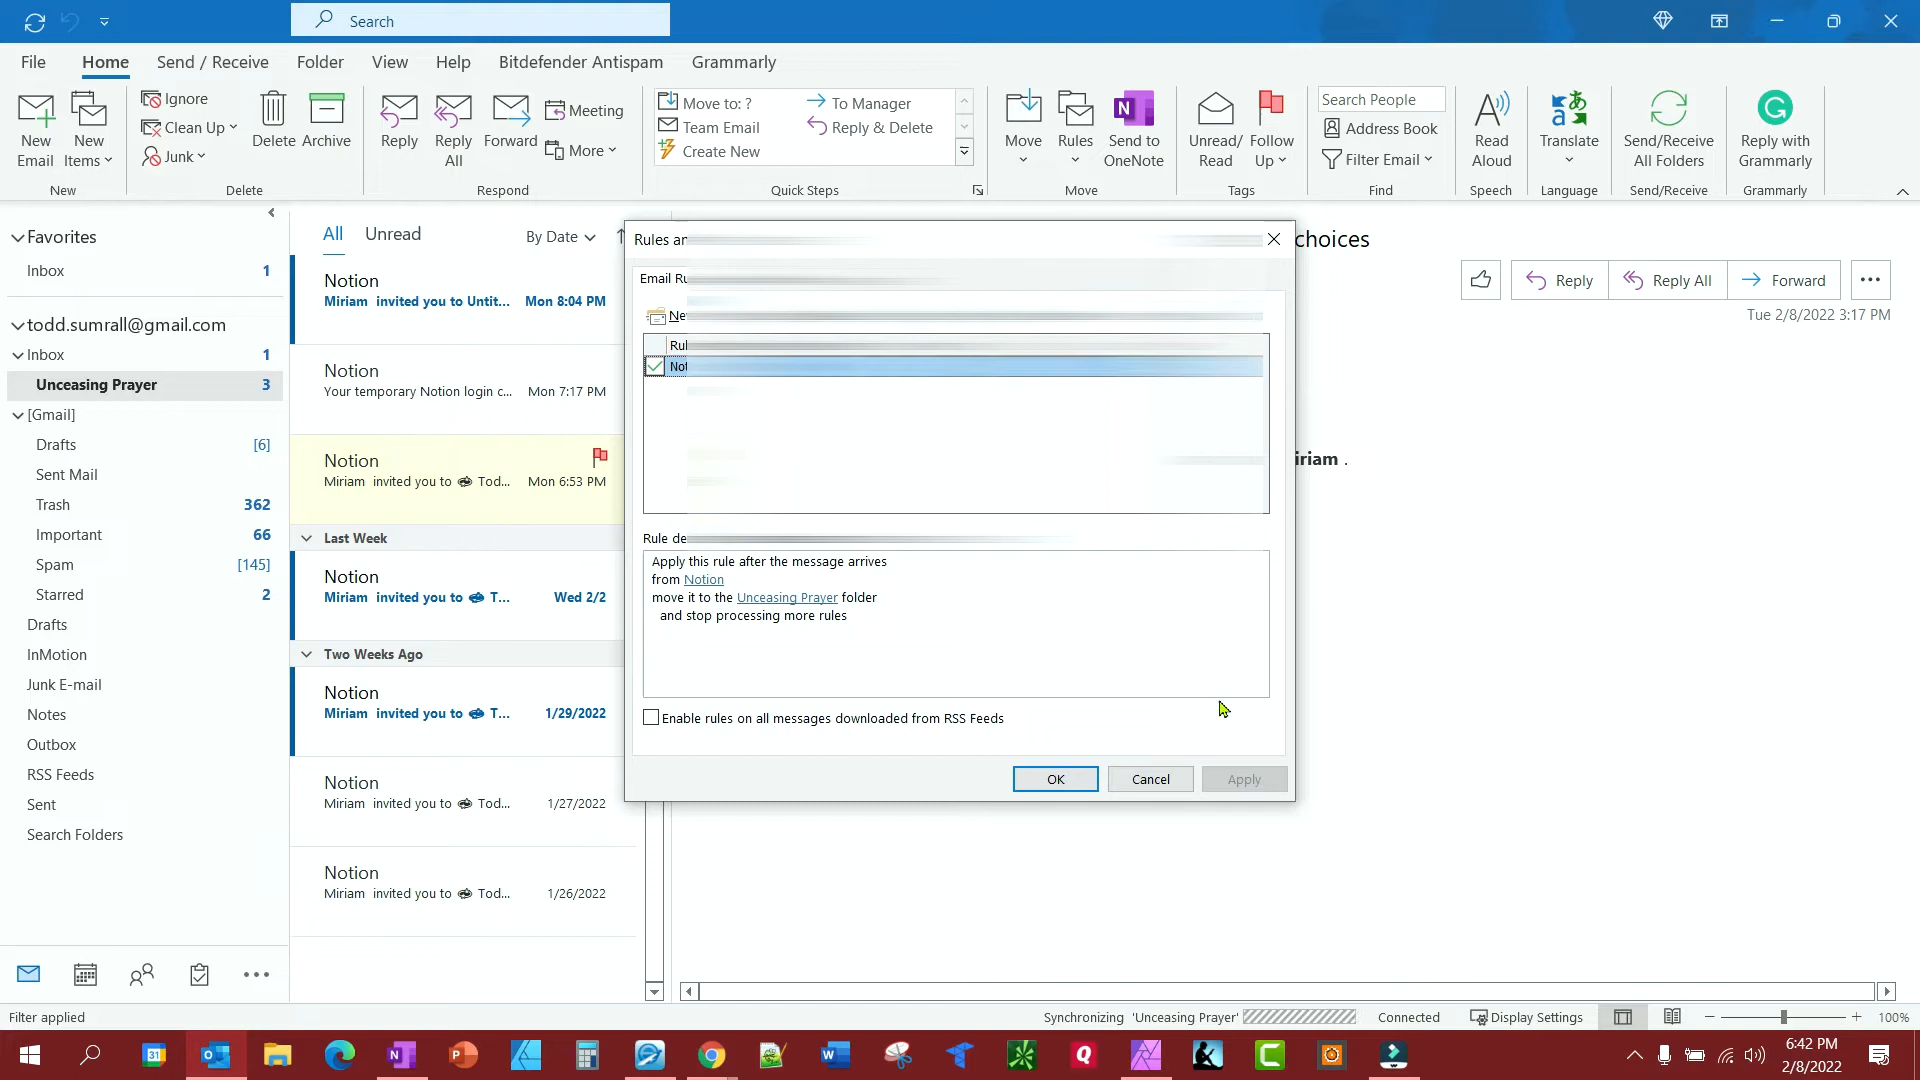 Search
File Home Send / Receive Folder View Help Bitdefender Antispam Grammarly
New Email
New Items
New
Ignore
Clean Up
Junk
Delete
Archive
Delete
Reply
Reply All
Forward
Meeting
More
Respond
Move to: ?
Team Email
Create New
To Manager
Reply & Delete
Quick Steps
Move
Rules
Send to OneNote
Move
Unread/ Read
Follow Up
Tags
Search People
Address Book
Filter Email
Find
Read Aloud
Speech
Translate
Language
Send/Receive All Folders
Send/Receive
Reply with Grammarly
Grammarly
Favorites
Inbox 1
todd.sumrall@gmail.com
Inbox 1
Unceasing Prayer 3
[Gmail]
Drafts [6]
Sent Mail
Trash 362
Important 66
Spam [145]
Starred 2
Drafts
InMotion
Junk E-mail
Notes
Outbox
RSS Feeds
Sent
Search Folders
All Unread By Date
Notion
Miriam invited you to Untit... Mon 8:04 PM
Notion
Your temporary Notion login c... Mon 7:17 PM
Notion
Miriam invited you to Tod... Mon 6:53 PM
Last Week
Notion
Miriam invited you to T... Wed 2/2
Two Weeks Ago
Notion
Miriam invited you to T... 1/29/2022
Notion
Miriam invited you to Tod... 1/27/2022
Notion
Miriam invited you to Tod... 1/26/2022
Rules
Apply this rule after the message arrives
from Notion
move it to the Unceasing Prayer folder
and stop processing more rules
Enable rules on all messages downloaded from RSS Feeds
OK Cancel Apply
choices
Reply Reply All Forward
Tue 2/8/2022 3:17 PM
iriam .
Filter applied
Synchronizing 'Unceasing Prayer' Connected Display Settings 100%
31
6:42 PM
2/8/2022